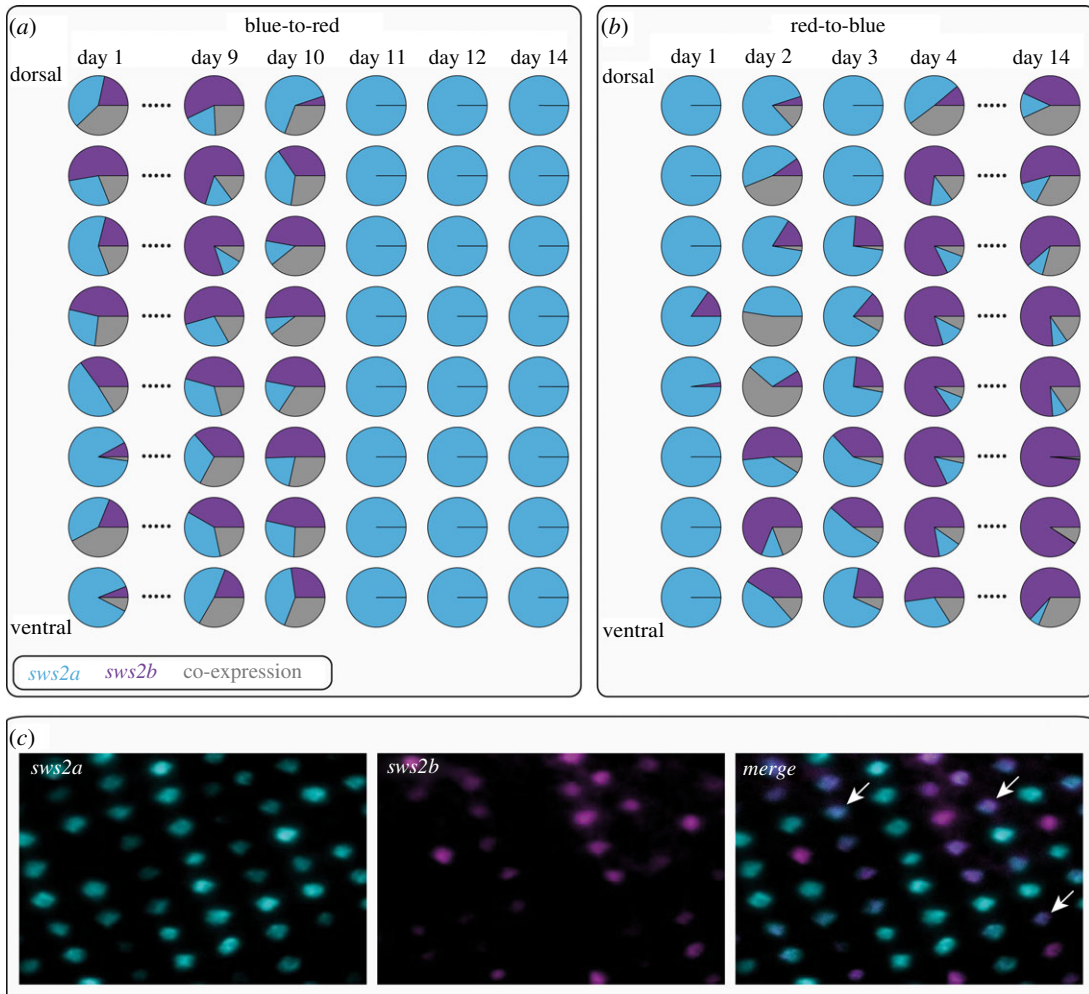 (a) blue-to-red
day 1 day 9 day 10 day 11 day 12 day 14
dorsal
ventral
sws2a sws2b co-expression
(b) red-to-blue
day 1 day 2 day 3 day 4 day 14
dorsal
ventral
(c)
sws2a sws2b merge